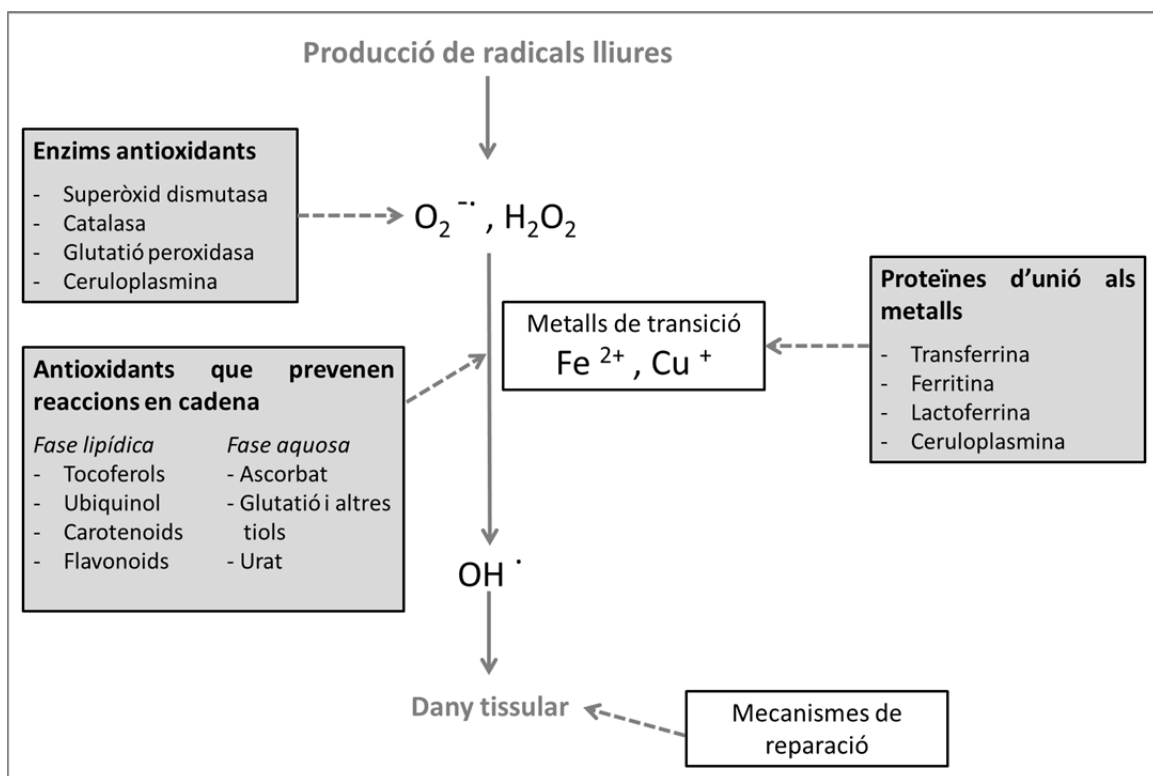 Producció de radicals lliures
Enzims antioxidants
- Superòxid dismutasa
- Catalasa
- Glutatió peroxidasa
- Ceruloplasmina
O₂⁻· , H₂O₂
Metalls de transició
Fe ²⁺ , Cu ⁺
Proteïnes d’unió als
metalls
- Transferrina
- Ferritina
- Lactoferrina
- Ceruloplasmina
Antioxidants que prevenen
reaccions en cadena
Fase lipídica
- Tocoferols
- Ubiquinol
- Carotenoids
- Flavonoids
Fase aquosa
- Ascorbat
- Glutatió i altres
tiols
- Urat
OH ·
Dany tissular
Mecanismes de
reparació